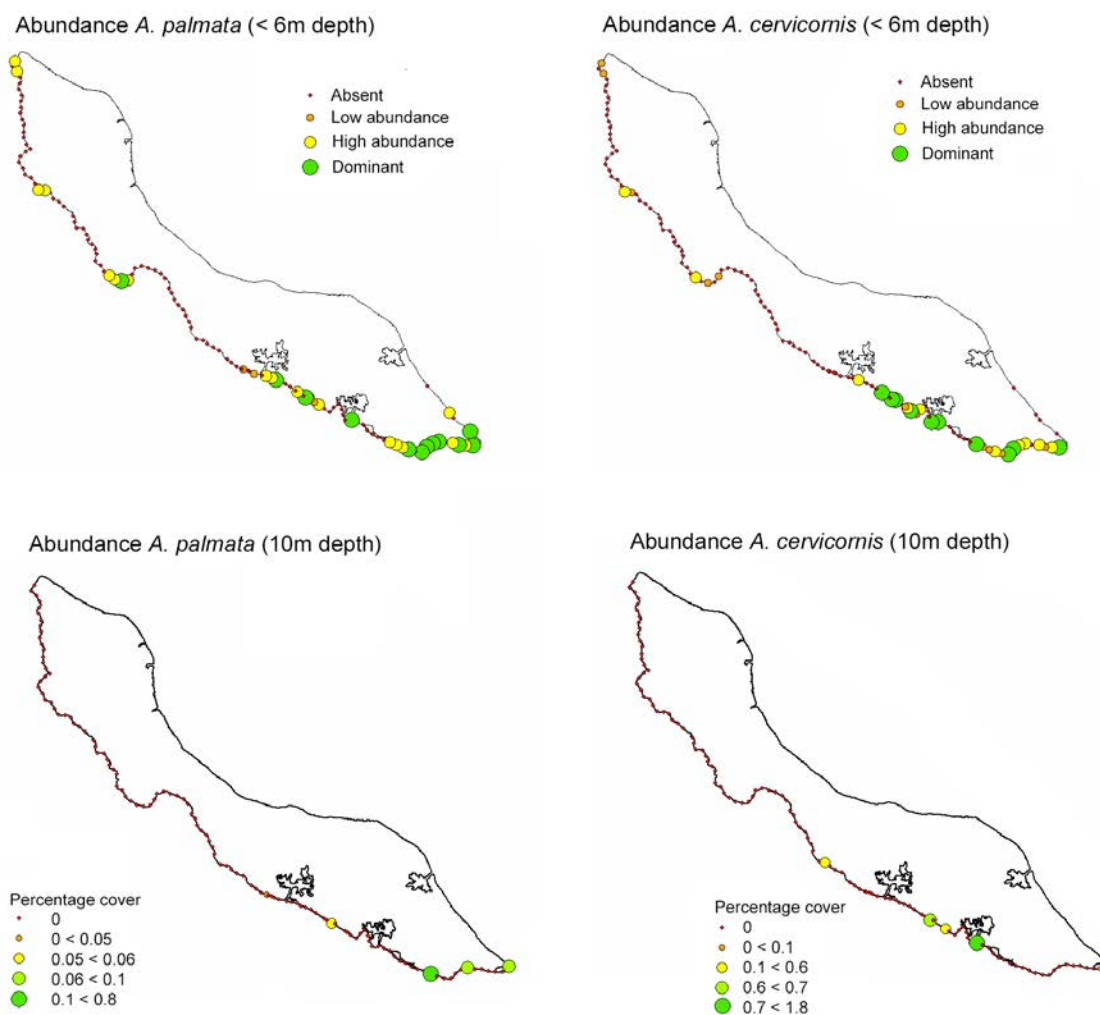 Abundance A. palmata (< 6m depth)
Absent
Low abundance
High abundance
Dominant
Abundance A. cervicornis (< 6m depth)
Absent
Low abundance
High abundance
Dominant
Abundance A. palmata (10m depth)
Percentage cover
0
0 < 0.05
0.05 < 0.06
0.06 < 0.1
0.1 < 0.8
Abundance A. cervicornis (10m depth)
Percentage cover
0
0 < 0.1
0.1 < 0.6
0.6 < 0.7
0.7 < 1.8